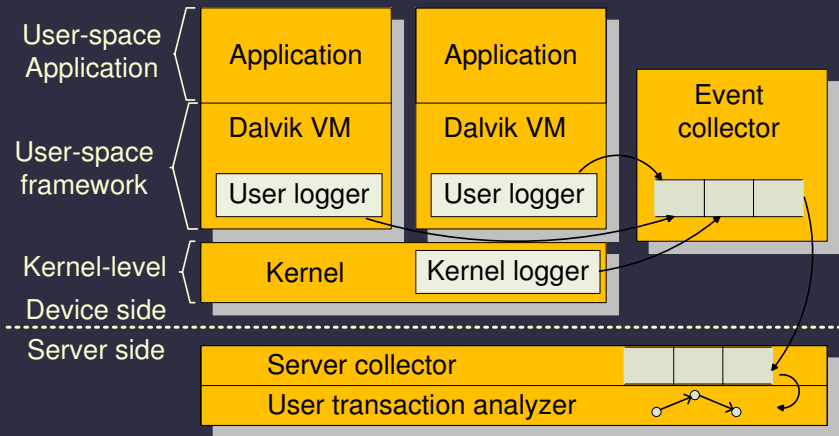 User-space
Application
Application
Application
Event
collector
User-space
framework
Dalvik VM
Dalvik VM
User logger
User logger
Kernel-level
Kernel
Kernel logger
Device side
Server side
Server collector
User transaction analyzer